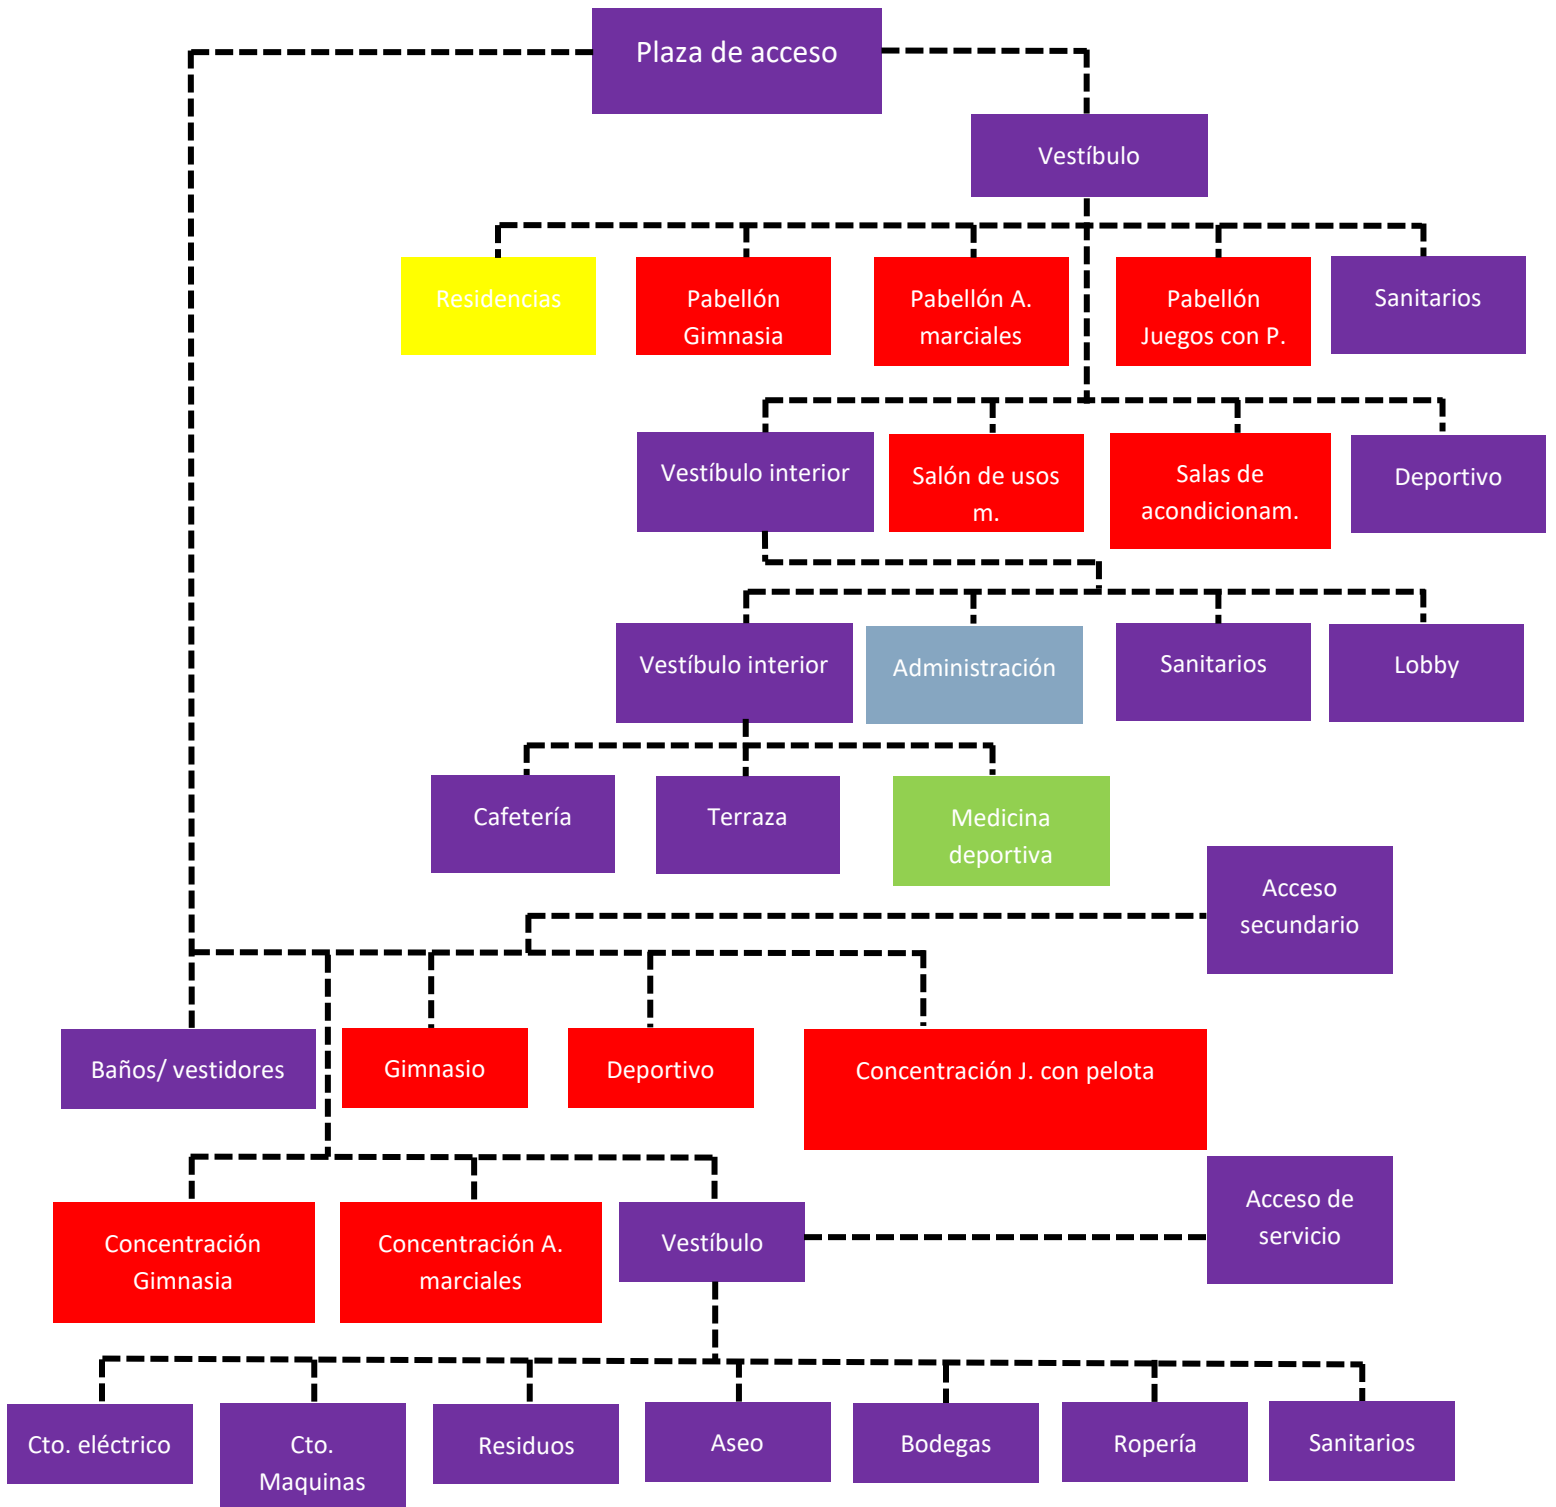 Plaza de acceso
Vestíbulo
Residencias
Pabellón
Gimnasia
Pabellón A.
marciales
Pabellón
Juegos con P.
Sanitarios
Vestíbulo interior
Salón de usos
m.
Salas de
acondicionam.
Deportivo
Vestíbulo interior
Administración
Sanitarios
Lobby
Cafetería
Terraza
Medicina
deportiva
Acceso
secundario
Baños/ vestidores
Gimnasio
Deportivo
Concentración J. con pelota
Concentración
Gimnasia
Concentración A.
marciales
Vestíbulo
Acceso de
servicio
Cto. eléctrico
Cto.
Maquinas
Residuos
Aseo
Bodegas
Ropería
Sanitarios